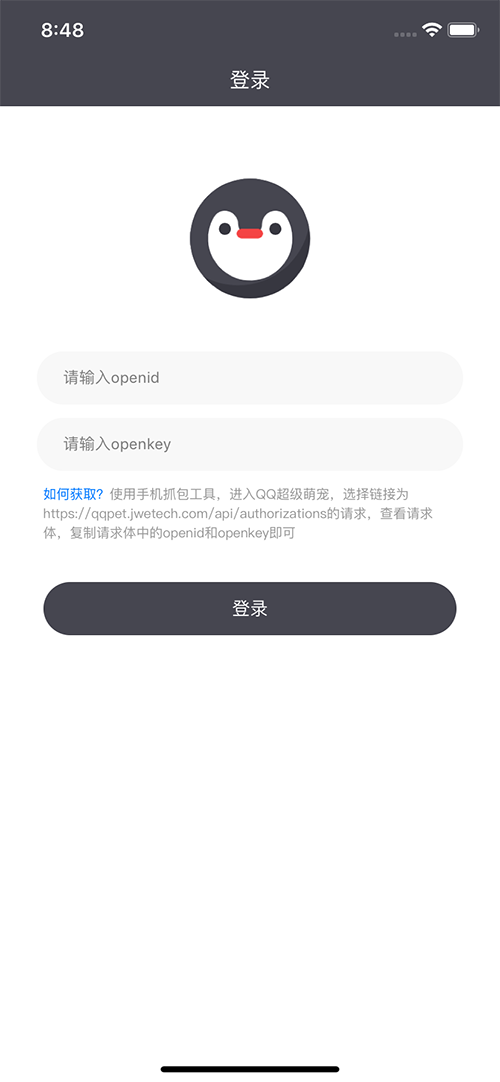 8:48
登录
请输入openid
请输入openkey
如何获取？使用手机抓包工具，进入QQ超级萌宠，选择链接为
https://qqpet.jwetech.com/api/authorizations的请求，查看请求
体，复制请求体中的openid和openkey即可
登录